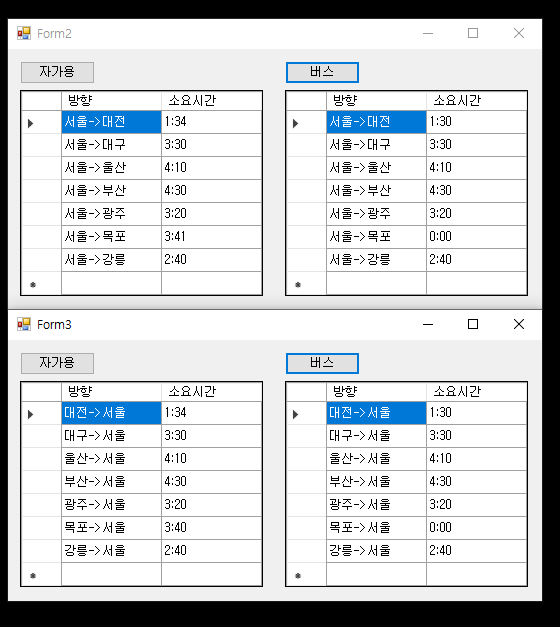 Form2
자가용 버스
방향 소요시간 방향 소요시간
서울->대전 1:34 서울->대전 1:30
서울->대구 3:30 서울->대구 3:30
서울->울산 4:10 서울->울산 4:10
서울->부산 4:30 서울->부산 4:30
서울->광주 3:20 서울->광주 3:20
서울->목포 3:41 서울->목포 0:00
서울->강릉 2:40 서울->강릉 2:40
Form3
자가용 버스
방향 소요시간 방향 소요시간
대전->서울 1:34 대전->서울 1:30
대구->서울 3:30 대구->서울 3:30
울산->서울 4:10 울산->서울 4:10
부산->서울 4:30 부산->서울 4:30
광주->서울 3:20 광주->서울 3:20
목포->서울 3:40 목포->서울 0:00
강릉->서울 2:40 강릉->서울 2:40